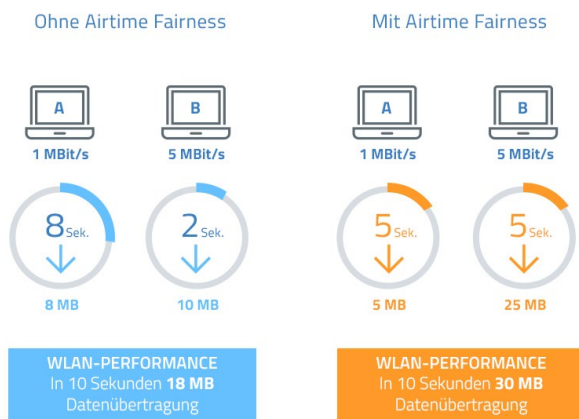 Ohne Airtime Fairness
A
B
1 MBit/s
5 MBit/s
8 Sek.
2 Sek.
8 MB
10 MB
WLAN-PERFORMANCE
In 10 Sekunden 18 MB
Datenübertragung
Mit Airtime Fairness
A
B
1 MBit/s
5 MBit/s
5 Sek.
5 Sek.
5 MB
25 MB
WLAN-PERFORMANCE
In 10 Sekunden 30 MB
Datenübertragung